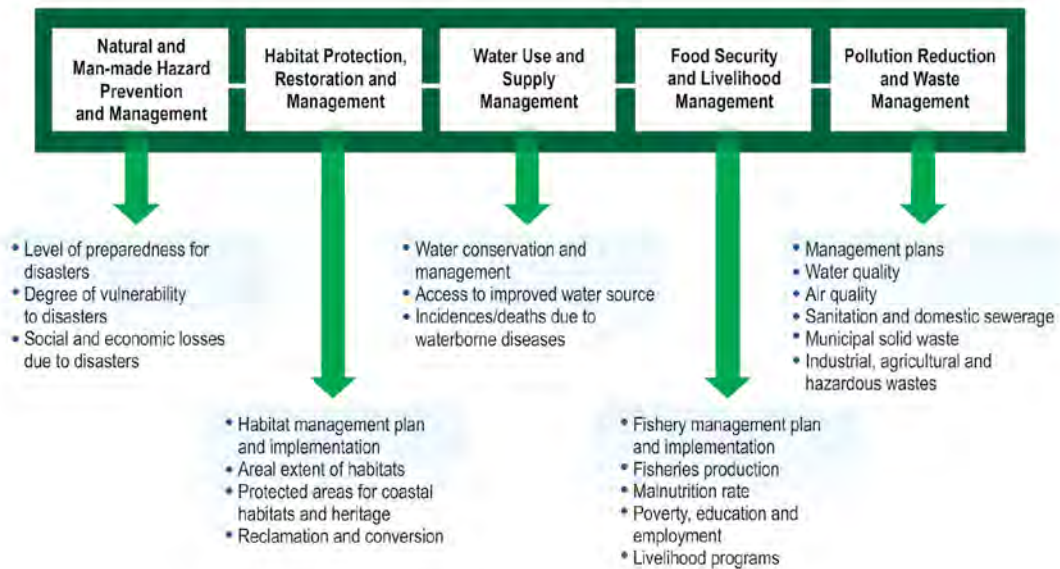 Natural and
Man-made Hazard
Prevention
and Management
Habitat Protection,
Restoration and
Management
Water Use and
Supply
Management
Food Security
and Livelihood
Management
Pollution Reduction
and Waste
Management
• Level of preparedness for
disasters
• Degree of vulnerability
to disasters
• Social and economic losses
due to disasters
• Habitat management plan
and implementation
• Areal extent of habitats
• Protected areas for coastal
habitats and heritage
• Reclamation and conversion
• Water conservation and
management
• Access to improved water source
• Incidences/deaths due to
waterborne diseases
• Fishery management plan
and implementation
• Fisheries production
• Malnutrition rate
• Poverty, education and
employment
• Livelihood programs
• Management plans
• Water quality
• Air quality
• Sanitation and domestic sewerage
• Municipal solid waste
• Industrial, agricultural and
hazardous wastes